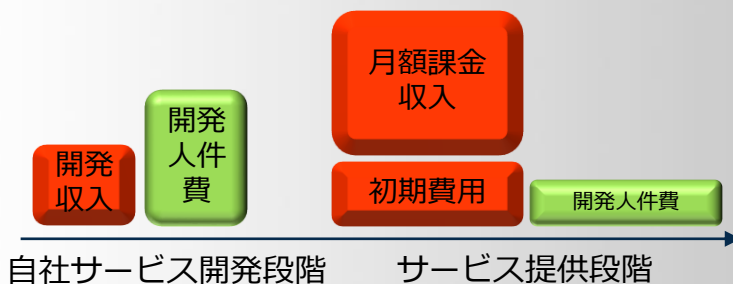 開発
収入
開発
人件
費
月額課金
収入
初期費用
開発人件費
自社サービス開発段階
サービス提供段階